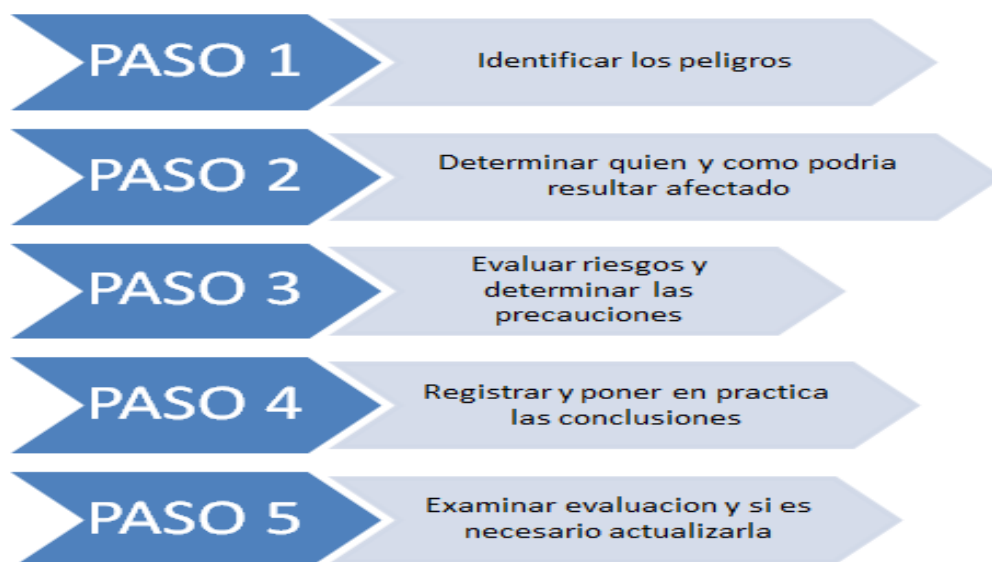 PASO 1
Identificar los peligros
PASO 2
Determinar quien y como podria
resultar afectado
PASO 3
Evaluar riesgos y
determinar las
precauciones
PASO 4
Registrar y poner en practica
las conclusiones
PASO 5
Examinar evaluacion y si es
necesario actualizarla